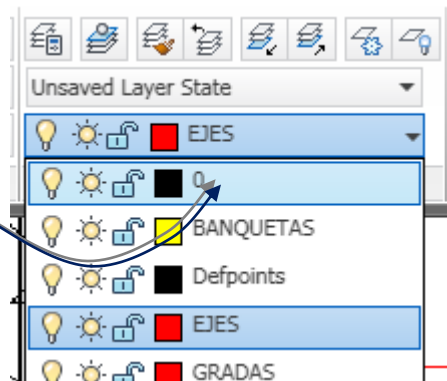 Unsaved Layer State
EJES
0
BANQUETAS
Defpoints
EJES
GRADAS